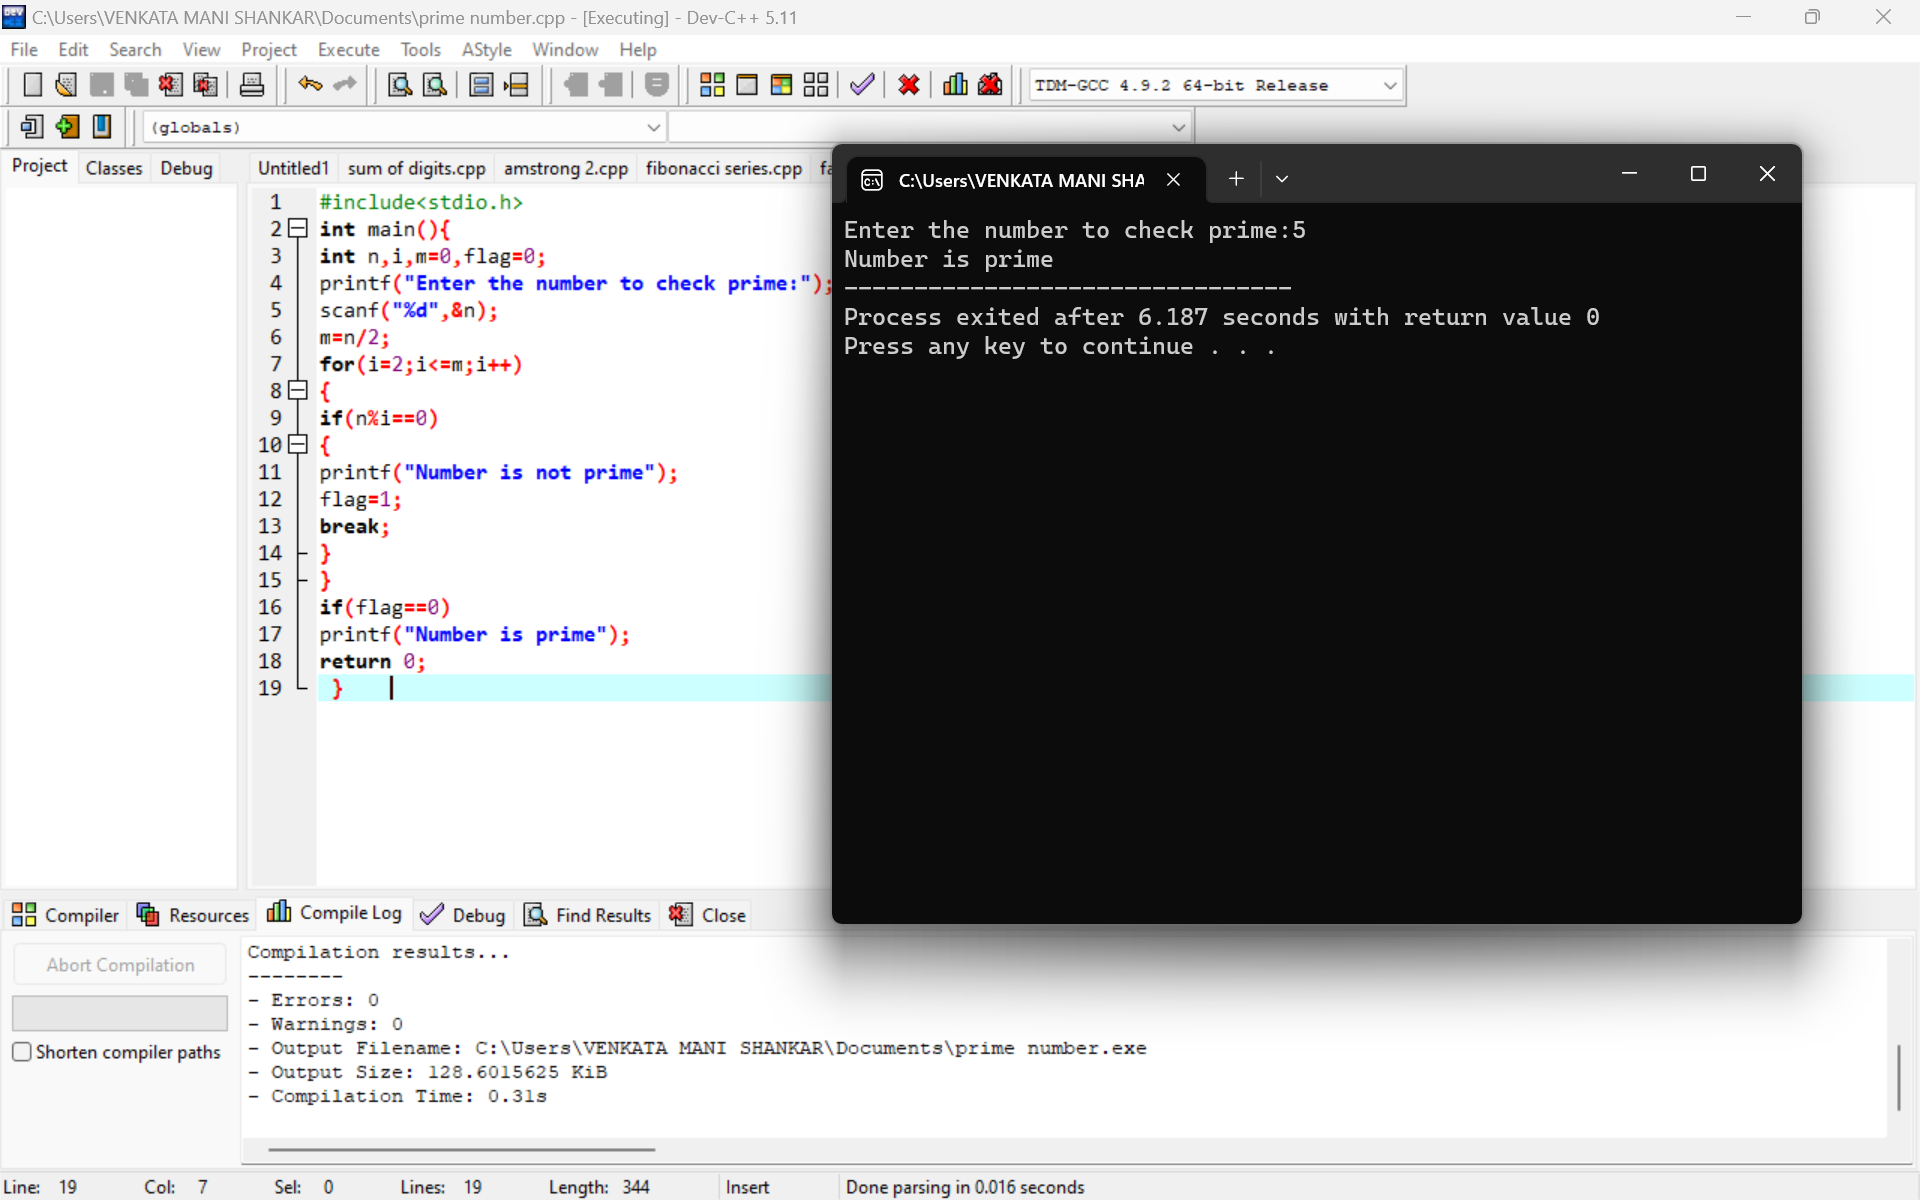 C:\Users\VENKATA MANI SHANKAR\Documents\prime number.cpp - [Executing] - Dev-C++ 5.11
File Edit Search View Project Execute Tools AStyle Window Help
TDM-GCC 4.9.2 64-bit Release
(globals)
Project Classes Debug
Untitled1 sum of digits.cpp amstrong 2.cpp fibonacci series.cpp
1 #include<stdio.h>
2 int main(){
3 int n,i,m=0,flag=0;
4 printf("Enter the number to check prime:");
5 scanf("%d",&n);
6 m=n/2;
7 for(i=2;i<=m;i++)
8 {
9 if(n%i==0)
10 {
11 printf("Number is not prime");
12 flag=1;
13 break;
14 }
15 }
16 if(flag==0)
17 printf("Number is prime");
18 return 0;
19 }
C:\Users\VENKATA MANI SHA
Enter the number to check prime:5
Number is prime
--------------------------------
Process exited after 6.187 seconds with return value 0
Press any key to continue . . .
Compiler Resources Compile Log Debug Find Results Close
Abort Compilation
Shorten compiler paths
Compilation results...
--------
- Errors: 0
- Warnings: 0
- Output Filename: C:\Users\VENKATA MANI SHANKAR\Documents\prime number.exe
- Output Size: 128.6015625 KiB
- Compilation Time: 0.31s
Line: 19 Col: 7 Sel: 0 Lines: 19 Length: 344 Insert Done parsing in 0.016 seconds